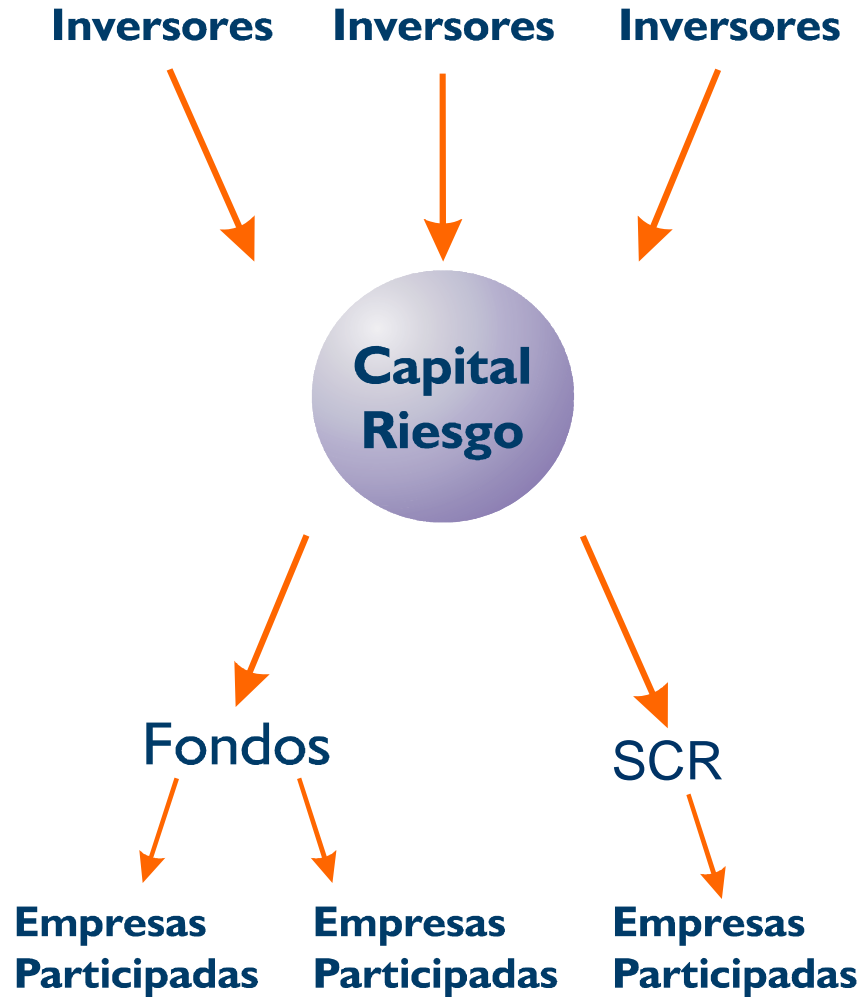 Inversores Inversores Inversores
Capital
Riesgo
Fondos
SCR
Empresas Empresas Empresas
Participadas Participadas Participadas